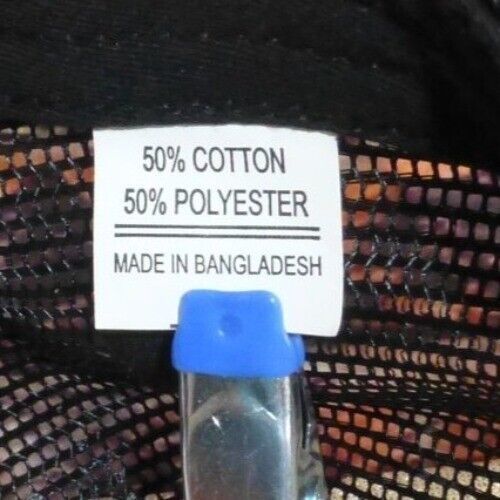 50% COTTON
50% POLYESTER
MADE IN BANGLADESH